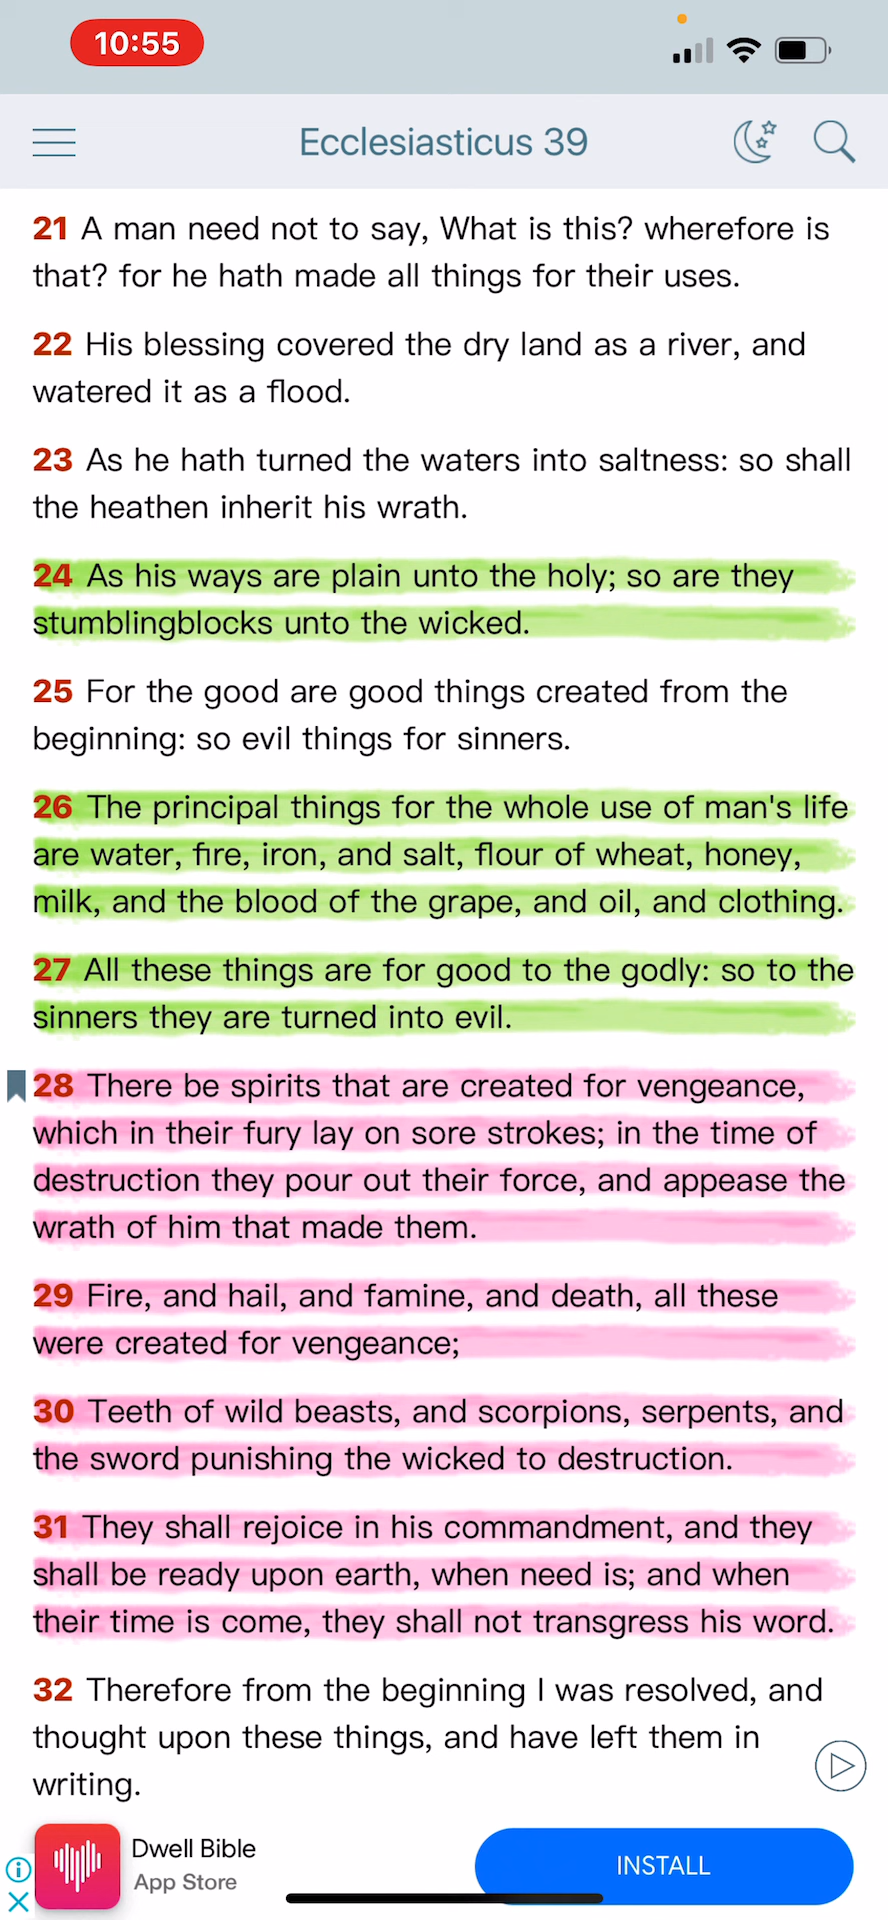 10:55
Ecclesiasticus 39
21 A man need not to say, What is this? wherefore is
that? for he hath made all things for their uses.
22 His blessing covered the dry land as a river, and
watered it as a flood.
23 As he hath turned the waters into saltness: so shall
the heathen inherit his wrath.
24 As his ways are plain unto the holy; so are they
stumblingblocks unto the wicked.
25 For the good are good things created from the
beginning: so evil things for sinners.
26 The principal things for the whole use of man's life
are water, fire, iron, and salt, flour of wheat, honey,
milk, and the blood of the grape, and oil, and clothing.
27 All these things are for good to the godly: so to the
sinners they are turned into evil.
28 There be spirits that are created for vengeance,
which in their fury lay on sore strokes; in the time of
destruction they pour out their force, and appease the
wrath of him that made them.
29 Fire, and hail, and famine, and death, all these
were created for vengeance;
30 Teeth of wild beasts, and scorpions, serpents, and
the sword punishing the wicked to destruction.
31 They shall rejoice in his commandment, and they
shall be ready upon earth, when need is; and when
their time is come, they shall not transgress his word.
32 Therefore from the beginning I was resolved, and
thought upon these things, and have left them in
writing.
Dwell Bible
App Store
INSTALL